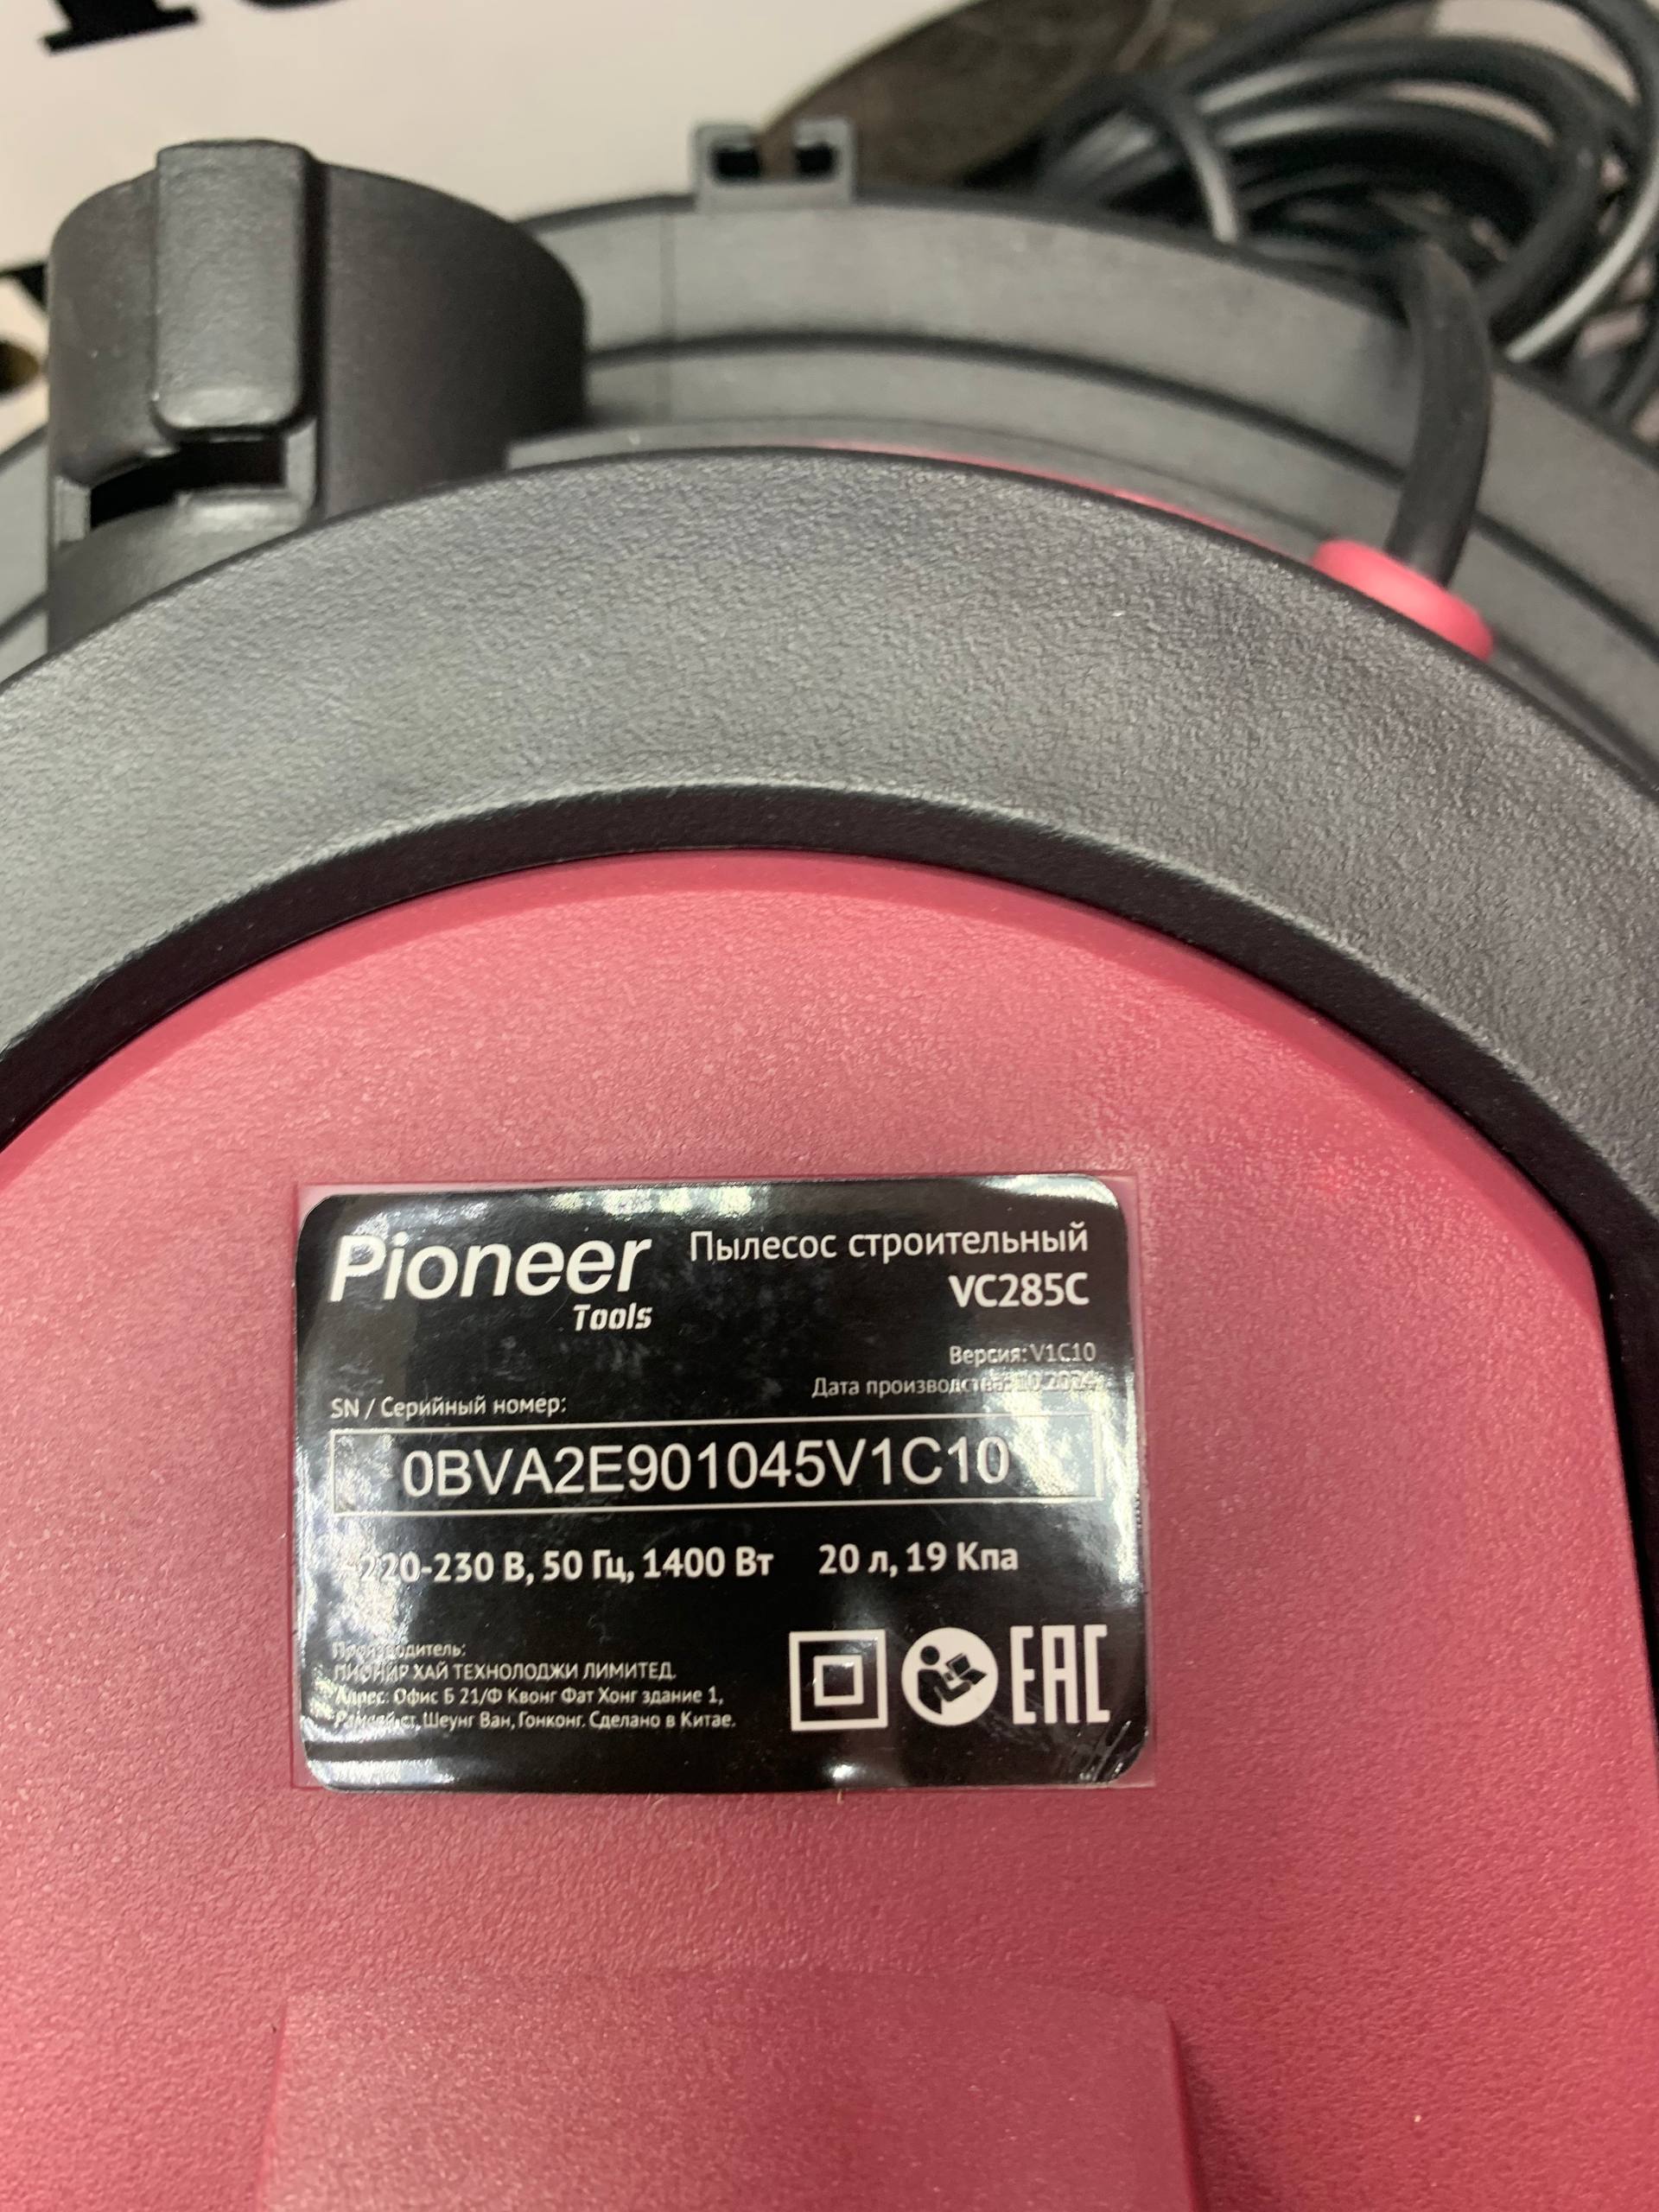 Pioneer
Tools
Пылесос строительный
VC285C
Версия: V1C10
Дата производства: 10.2024
SN / Серийный номер:
0BVA2E901045V1C10
~220-230 В, 50 Гц, 1400 Вт 20 л, 19 Кпа
Производитель:
ПИОНИР ХАЙ ТЕХНОЛОДЖИ ЛИМИТЕД.
Адрес: Офис Б 21/Ф Квонг Фат Хонг здание 1,
ст, Шеунг Ван, Гонконг. Сделано в Китае.
EAC